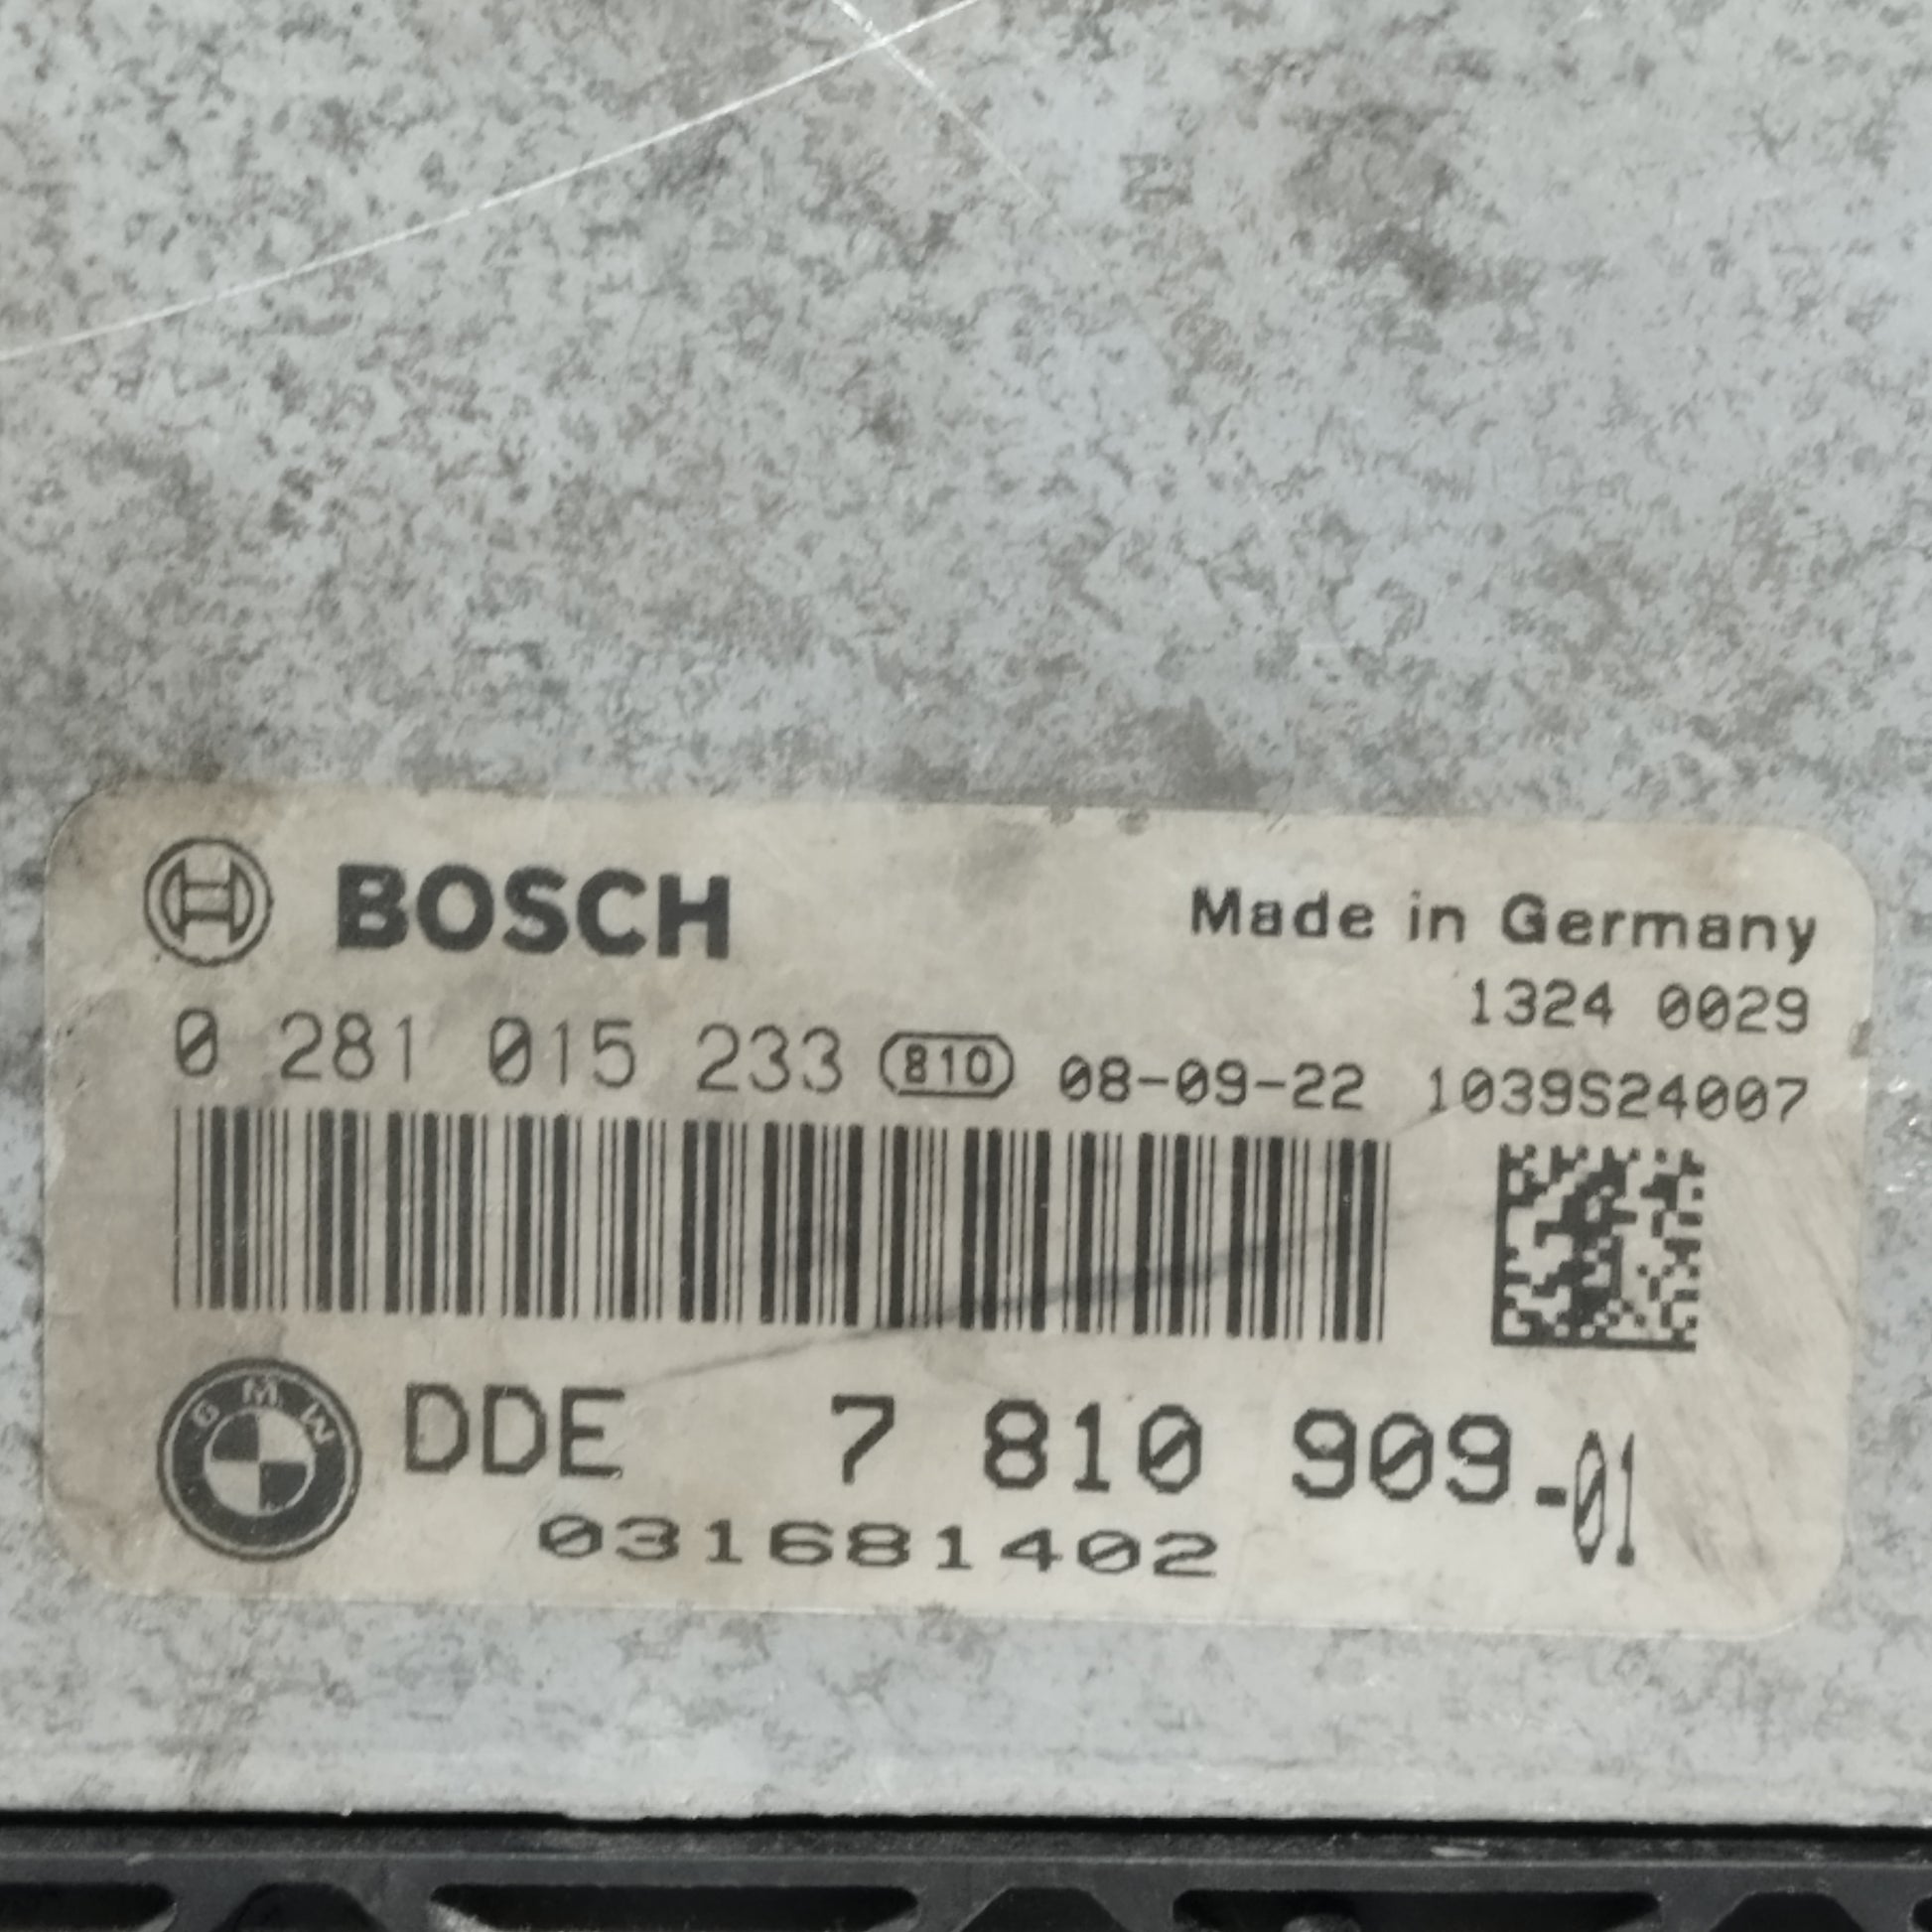 BOSCH
Made in Germany
1324 0029
0 281 015 233 810 08-09-22 1039S24007
BMW
DDE 7 810 909-01
031681402